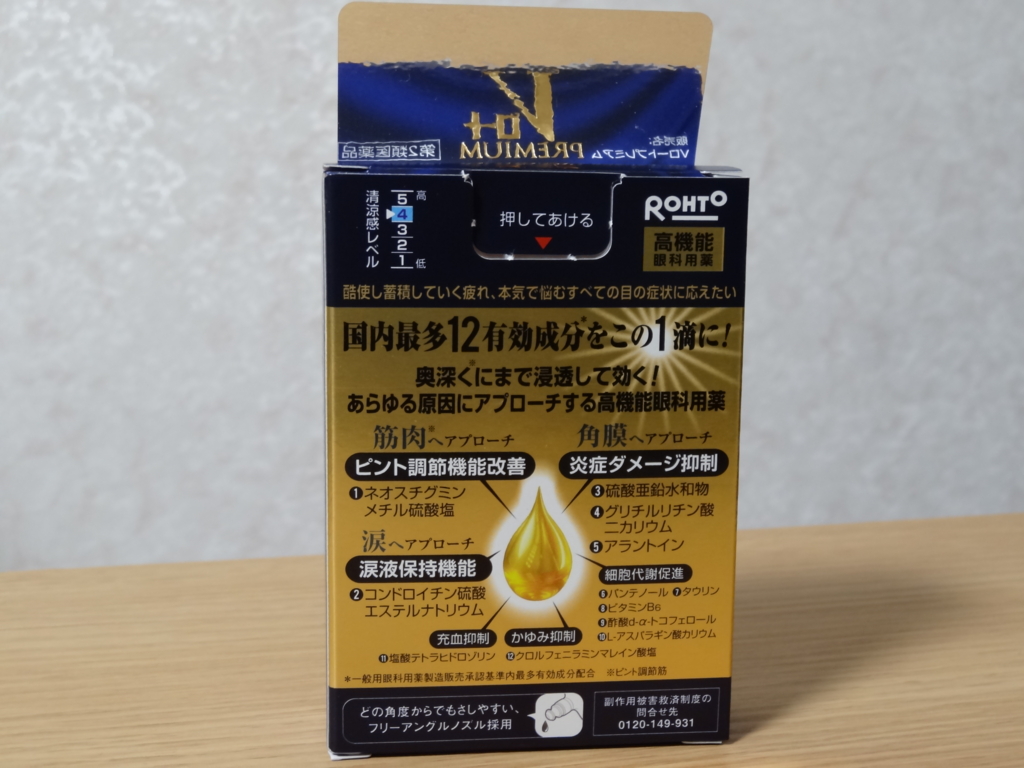 V ロート
PREMIUM
第2類医薬品
販売名:
Vロートプレミアム
清涼感レベル
5 高
4
3
2
1 低
押してあける
ROHTO
高機能
眼科用薬
酷使し蓄積していく疲れ、本気で悩むすべての目の症状に応えたい
国内最多12有効成分*をこの1滴に!
奥深く※にまで浸透して効く!
あらゆる原因にアプローチする高機能眼科用薬
筋肉※へアプローチ
ピント調節機能改善
❶ネオスチグミン
メチル硫酸塩
角膜へアプローチ
炎症ダメージ抑制
❸硫酸亜鉛水和物
❹グリチルリチン酸
二カリウム
❺アラントイン
涙へアプローチ
涙液保持機能
❷コンドロイチン硫酸
エステルナトリウム
細胞代謝促進
❻パンテノール ❼タウリン
❽ビタミンB6
❾酢酸d-α-トコフェロール
❿L-アスパラギン酸カリウム
充血抑制
⓫塩酸テトラヒドロゾリン
かゆみ抑制
⓬クロルフェニラミンマレイン酸塩
*一般用眼科用薬製造販売承認基準内最多有効成分配合 ※ピント調節筋
どの角度からでもさしやすい、
フリーアングルノズル採用
副作用被害救済制度の
問合せ先
0120-149-931